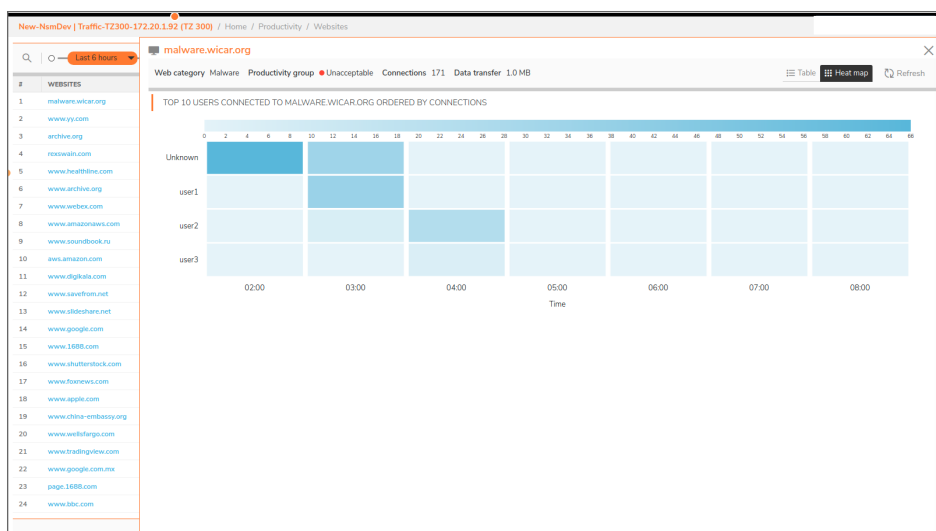 New-NsmDev | Traffic-TZ300-172.20.1.92 (TZ 300) / Home / Productivity / Websites
Last 6 hours
# WEBSITES
1 malware.wicar.org
2 www.yy.com
3 archive.org
4 rexswain.com
5 www.healthline.com
6 www.archive.org
7 www.webex.com
8 www.amazonaws.com
9 www.soundbook.ru
10 aws.amazon.com
11 www.digikala.com
12 www.savefrom.net
13 www.slideshare.net
14 www.google.com
15 www.1688.com
16 www.shutterstock.com
17 www.foxnews.com
18 www.apple.com
19 www.china-embassy.org
20 www.wellsfargo.com
21 www.tradingview.com
22 www.google.com.mx
23 page.1688.com
24 www.bbc.com
malware.wicar.org
Web category Malware Productivity group Unacceptable Connections 171 Data transfer 1.0 MB
Table Heat map Refresh
TOP 10 USERS CONNECTED TO MALWARE.WICAR.ORG ORDERED BY CONNECTIONS
0 2 4 6 8 10 12 14 16 18 20 22 24 26 28 30 32 34 36 38 40 42 44 46 48 50 52 54 56 58 60 62 64 66
Unknown
user1
user2
user3
02:00 03:00 04:00 05:00 06:00 07:00 08:00
Time